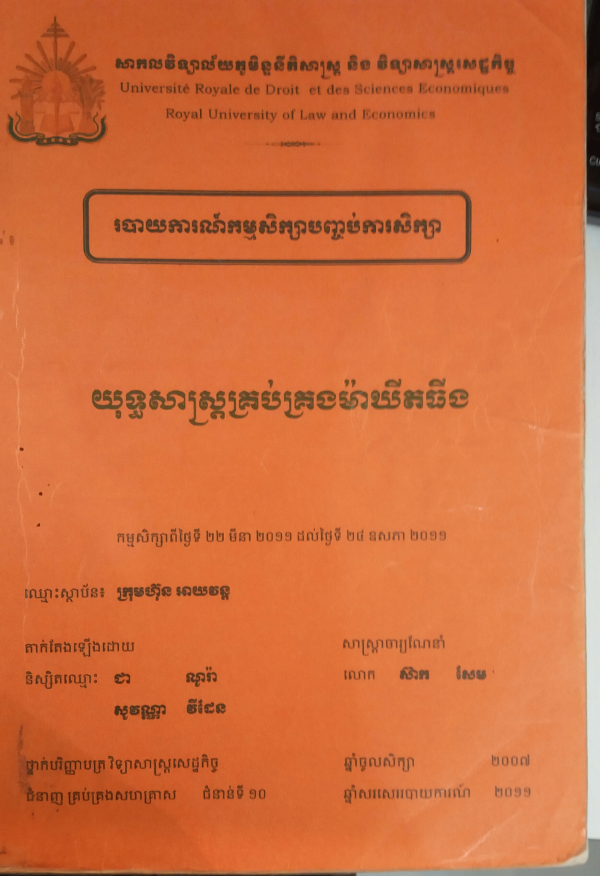 សាកលវិទ្យាល័យភូមិន្ទនីតិសាស្ត្រ និង វិទ្យាសាស្ត្រសេដ្ឋកិច្ច
Université Royale de Droit et des Sciences Economiques
Royal University of Law and Economics
របាយការណ៍កម្មសិក្សាបញ្ចប់ការសិក្សា
យុទ្ធសាស្ត្រគ្រប់គ្រងម៉ាឃីតធីង
កម្មសិក្សាពីថ្ងៃទី ២២ មីនា ២០១១ ដល់ថ្ងៃទី ២៨ ឧសភា ២០១១
ឈ្មោះស្ថាប័ន៖ ក្រុមហ៊ុន អាយវន្ត
តាក់តែងឡើងដោយ សាស្ត្រាចារ្យណែនាំ
និស្សិតឈ្មោះ ជា ណូរ៉ា លោក ស៊ាក សែម
សុវណ្ណា វីដែន
ថ្នាក់បរិញ្ញាបត្រ វិទ្យាសាស្ត្រសេដ្ឋកិច្ច ឆ្នាំចូលសិក្សា ២០០៧
ជំនាញ គ្រប់គ្រងសហគ្រាស ជំនាន់ទី ១០ ឆ្នាំសរសេររបាយការណ៍ ២០១១